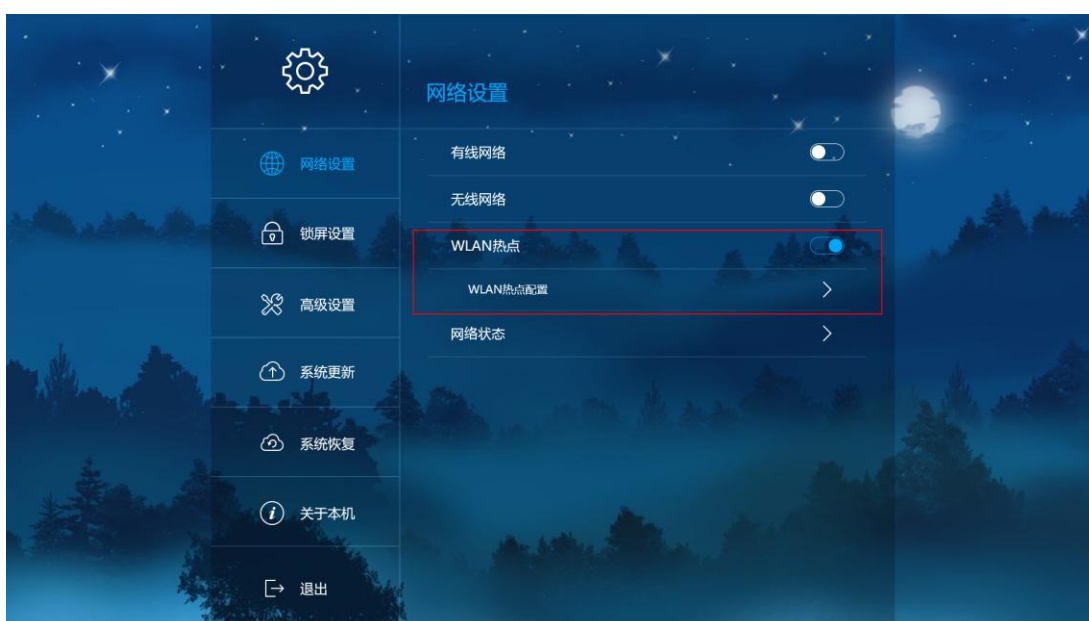 网络设置
网络设置
锁屏设置
高级设置
系统更新
系统恢复
关于本机
退出
有线网络
无线网络
WLAN热点
WLAN热点配置
网络状态